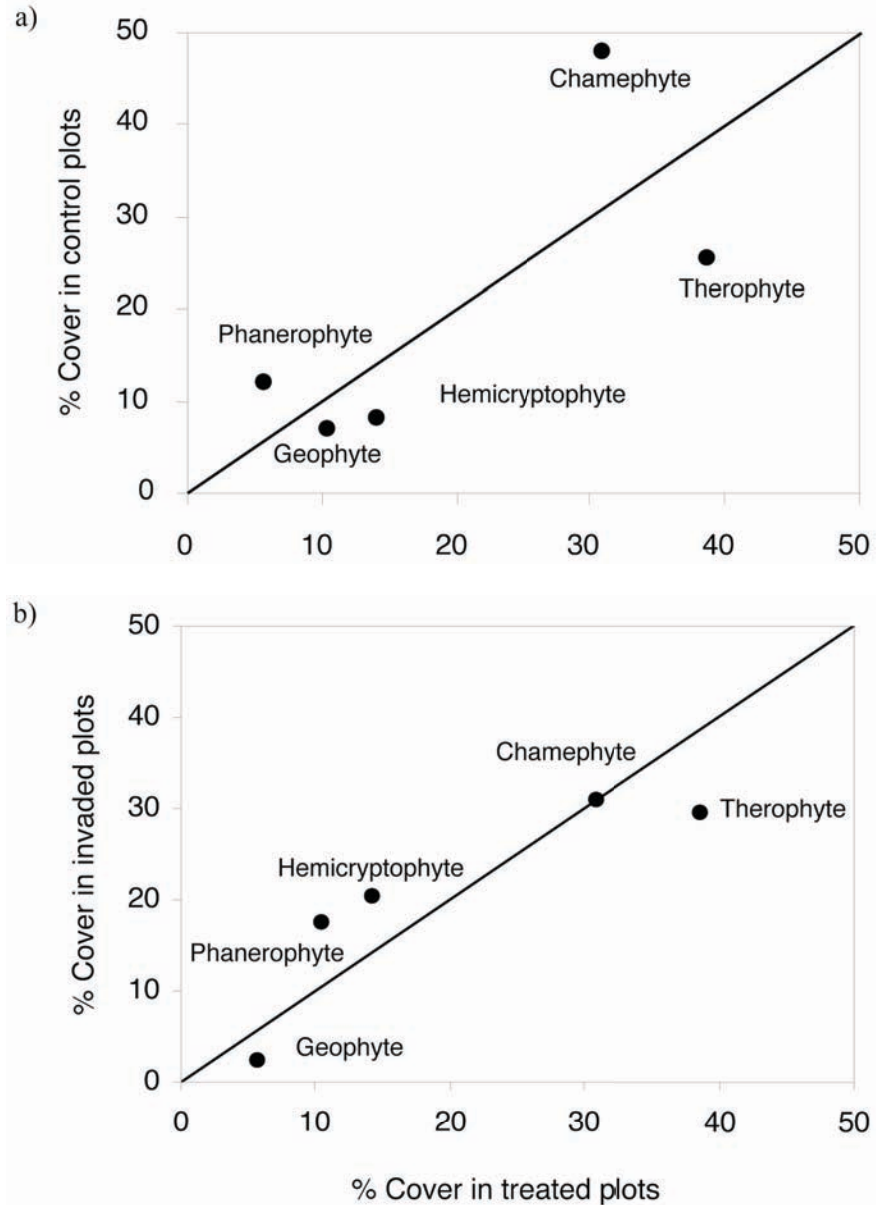 a)
50
40
30
20
10
0
% Cover in control plots
Chamephyte
Therophyte
Phanerophyte
Hemicryptophyte
Geophyte
0 10 20 30 40 50
b)
50
40
30
20
10
0
% Cover in invaded plots
Chamephyte
Therophyte
Hemicryptophyte
Phanerophyte
Geophyte
0 10 20 30 40 50
% Cover in treated plots